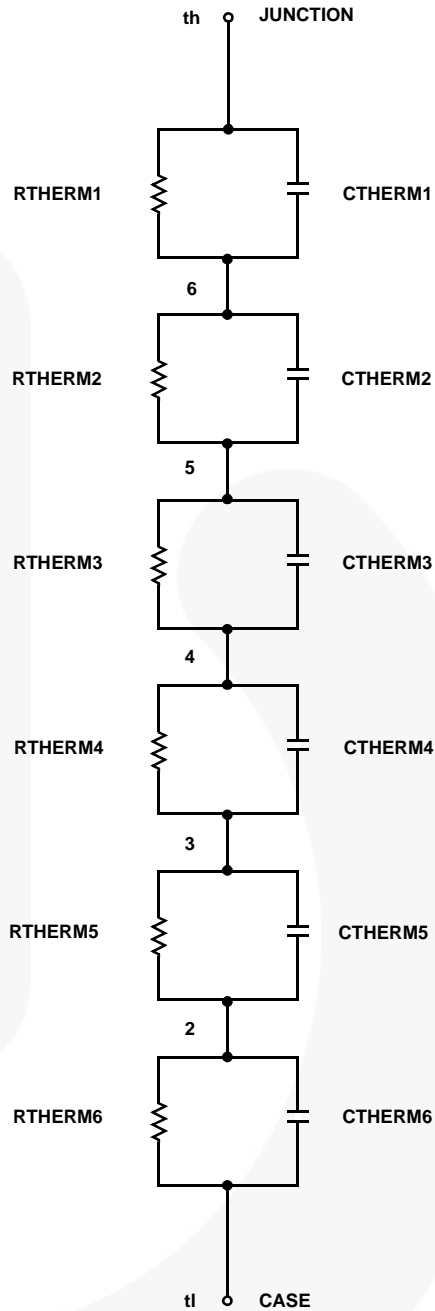 th JUNCTION
RTHERM1 CTHERM1
6
RTHERM2 CTHERM2
5
RTHERM3 CTHERM3
4
RTHERM4 CTHERM4
3
RTHERM5 CTHERM5
2
RTHERM6 CTHERM6
tl CASE